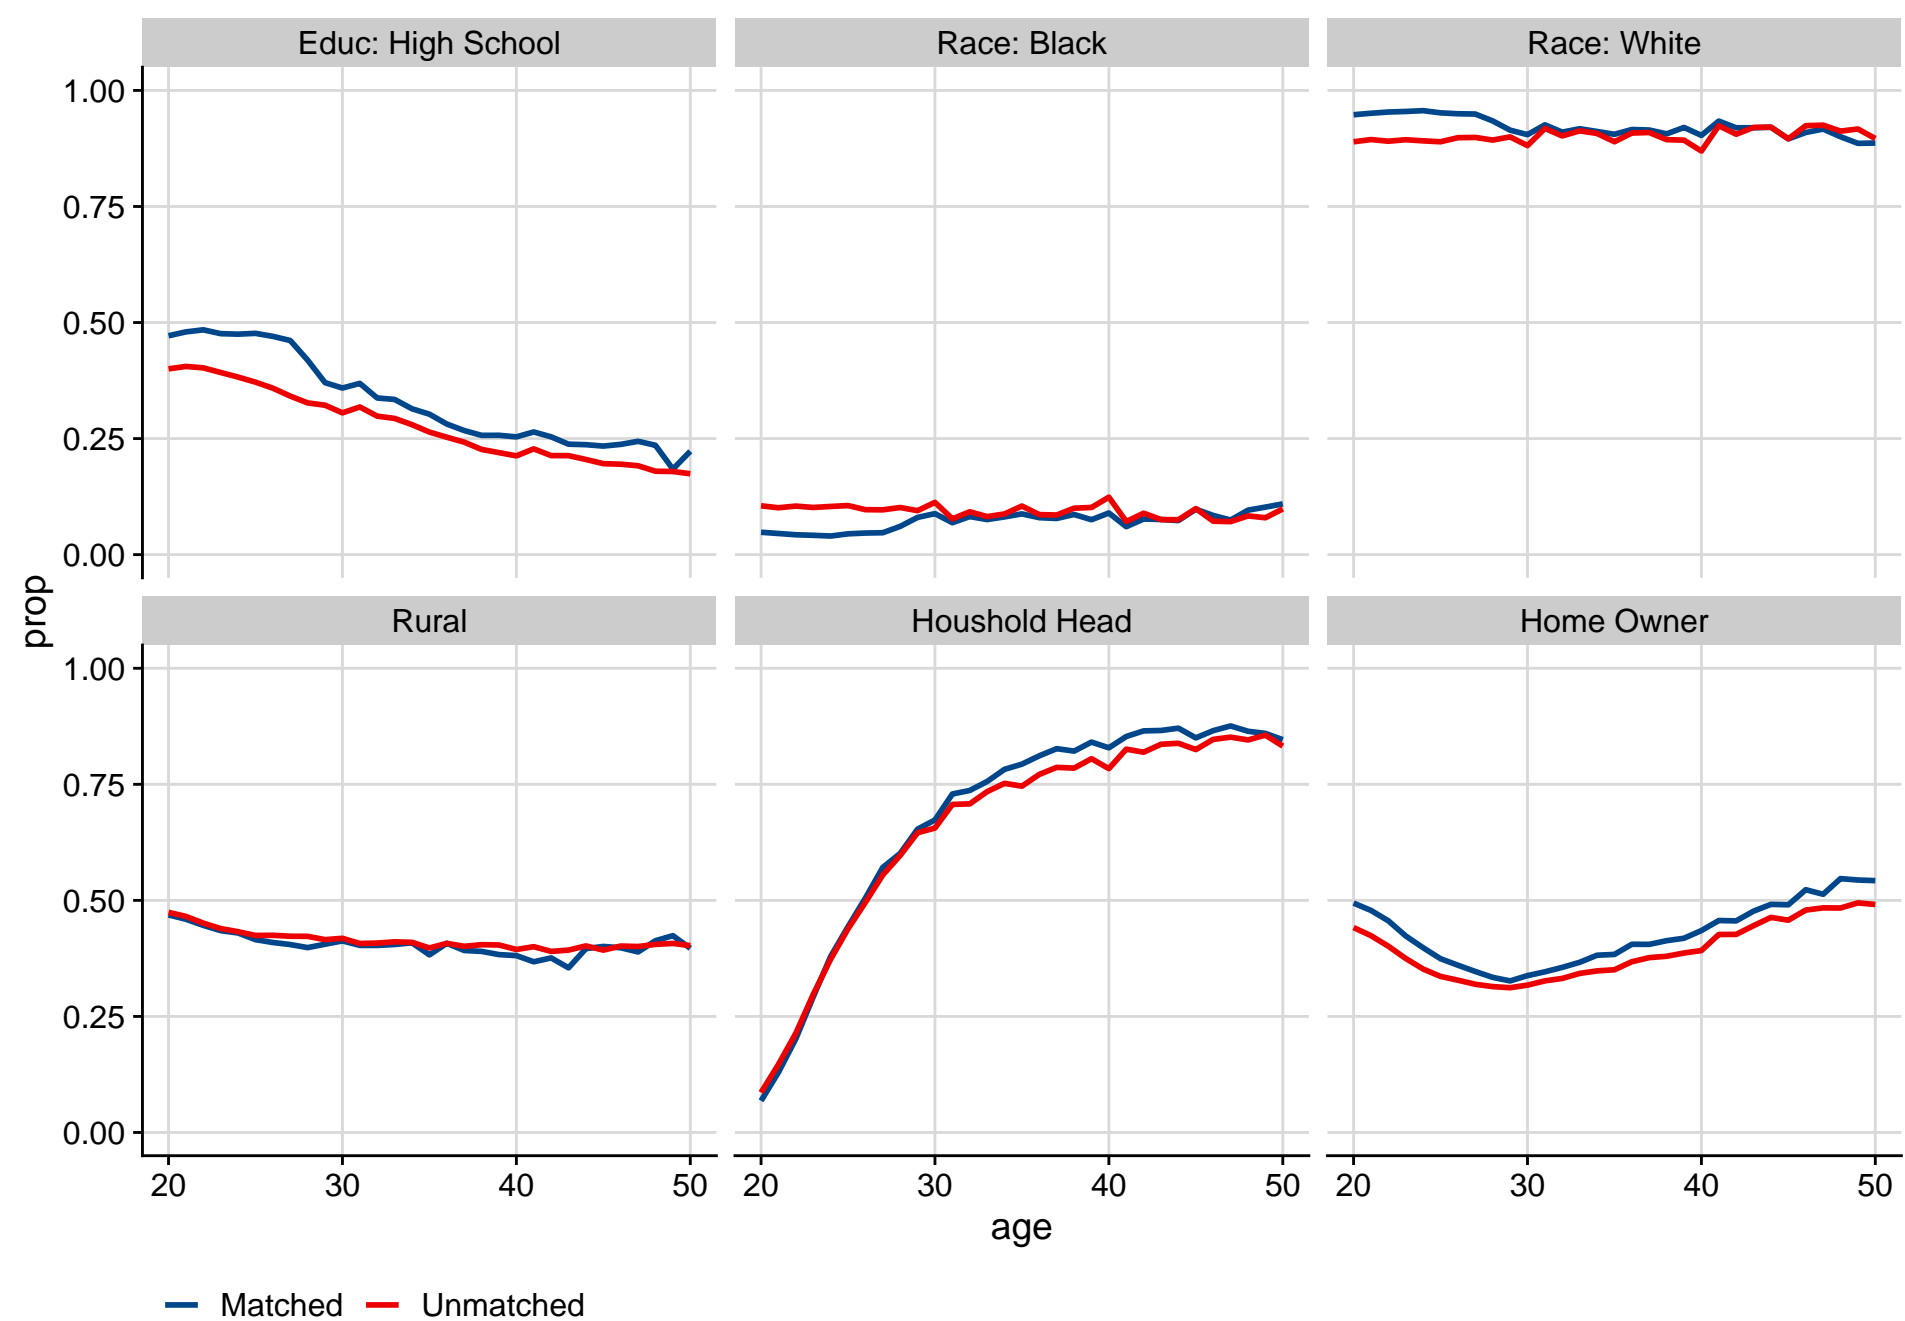 Educ: High School
Race: Black
Race: White
1.00
0.75
0.50
0.25
0.00
prop
Rural
Houshold Head
Home Owner
1.00
0.75
0.50
0.25
0.00
20 30 40 50 20 30 40 50 20 30 40 50
age
Matched Unmatched